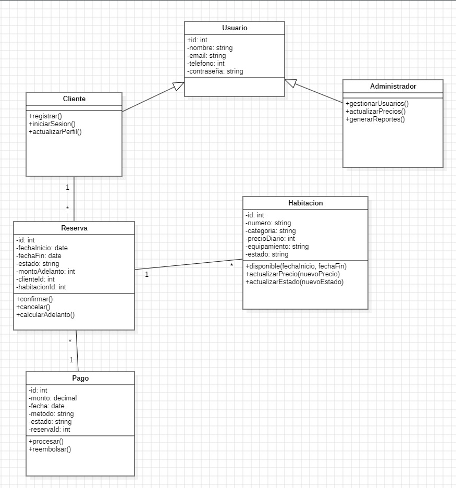 Usuario
+id: int
-nombre: string
-email: string
-telefono: int
-contraseña: string
Cliente
+registrar()
+iniciarSesion()
+actualizarPerfil()
Administrador
+gestionarUsuarios()
+actualizarPrecios()
+generarReportes()
1
*
Reserva
-id: int
-fechaInicio: date
-fechaFin: date
-estado: string
-montoAdelanto: int
-clienteId: int
-habitacionId: int
+confirmar()
+cancelar()
+calcularAdelanto()
1
*
Habitacion
-id: int
-numero: string
-categoria: string
-precioDiario: int
-equipamiento: string
-estado: string
+disponible(fechaInicio, fechaFin)
+actualizarPrecio(nuevoPrecio)
+actualizarEstado(nuevoEstado)
*
1
Pago
-id: int
-monto: decimal
-fecha: date
-metodo: string
-estado: string
-reservaId: int
+procesar()
+reembolsar()